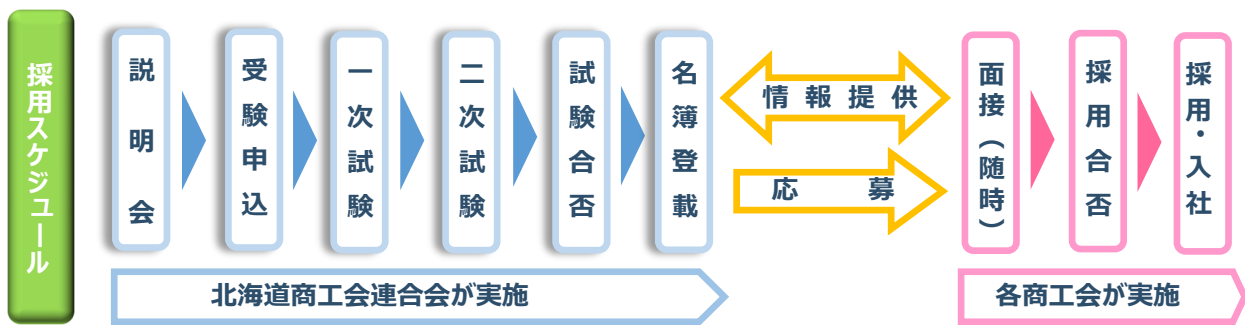 採用スケジュール
説明会
受験申込
一次試験
二次試験
試験合否
名簿登載
情報提供
応募
面接（随時）
採用合否
採用・入社
北海道商工会連合会が実施
各商工会が実施